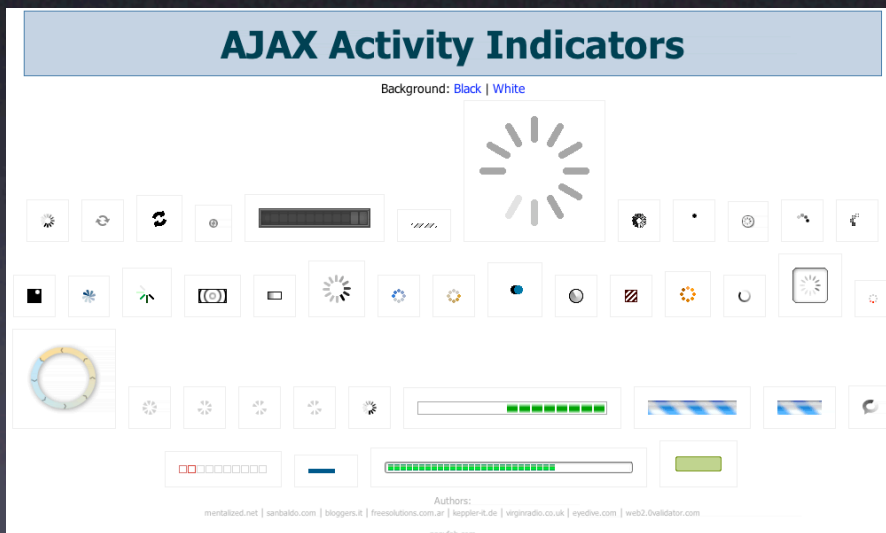 AJAX Activity Indicators
Background: Black | White
Authors:
mentalized.net | sanbaldo.com | bloggers.it | freesolutions.com.ar | keppler-it.de | virginradio.co.uk | eyedive.com | web2.0validator.com